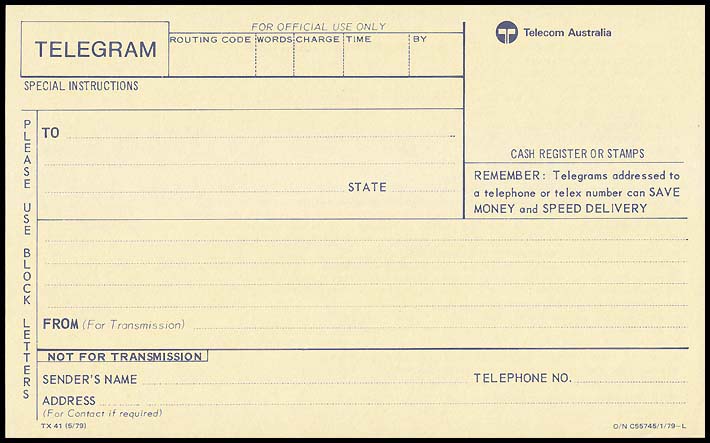 FOR OFFICIAL USE ONLY
TELEGRAM
ROUTING CODE WORDS CHARGE TIME BY
Telecom Australia
SPECIAL INSTRUCTIONS
PLEASE USE BLOCK LETTERS
TO
STATE
CASH REGISTER OR STAMPS
REMEMBER: Telegrams addressed to
a telephone or telex number can SAVE
MONEY and SPEED DELIVERY
FROM (For Transmission)
NOT FOR TRANSMISSION
SENDER'S NAME
TELEPHONE NO.
ADDRESS
(For Contact if required)
TX 41 (5/79)
O/N C55745/1/79-L